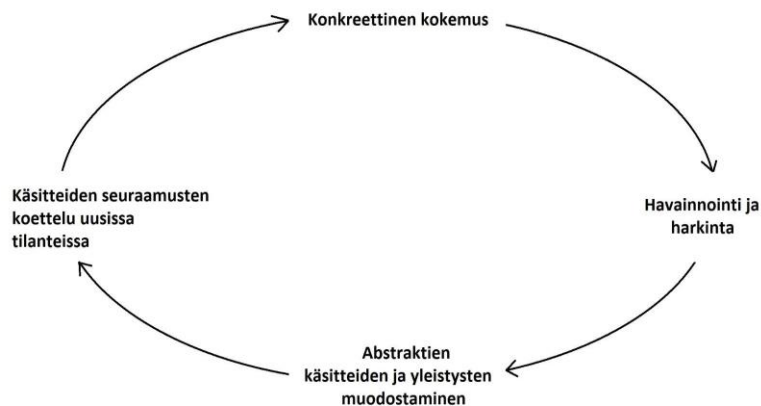 Konkreettinen kokemus
Havainnointi ja
harkinta
Abstraktien
käsitteiden ja yleistysten
muodostaminen
Käsitteiden seuraamusten
koettelu uusissa
tilanteissa